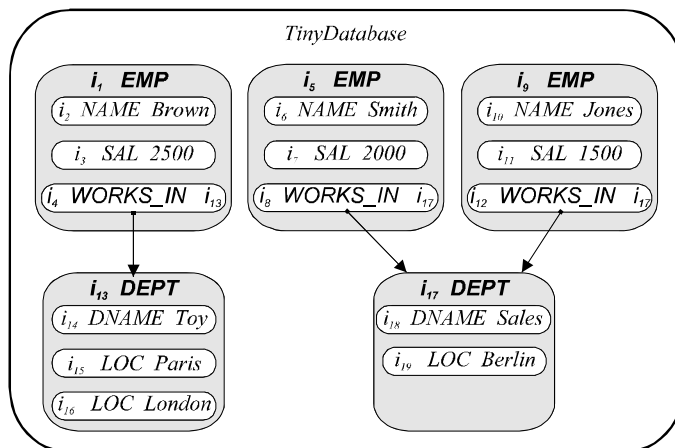 TinyDatabase
i₁ EMP
i₂ NAME Brown
i₃ SAL 2500
i₄ WORKS_IN i₁₃
i₅ EMP
i₆ NAME Smith
i₇ SAL 2000
i₈ WORKS_IN i₁₇
i₉ EMP
i₁₀ NAME Jones
i₁₁ SAL 1500
i₁₂ WORKS_IN i₁₇
i₁₃ DEPT
i₁₄ DNAME Toy
i₁₅ LOC Paris
i₁₆ LOC London
i₁₇ DEPT
i₁₈ DNAME Sales
i₁₉ LOC Berlin